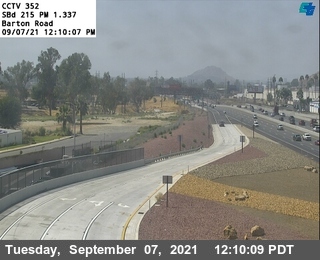 CCTV 352
SBd 215 PM 1.337
Barton Road
09/07/21 12:10:07 PM
Tuesday, September 07, 2021 12:10:09 PDT